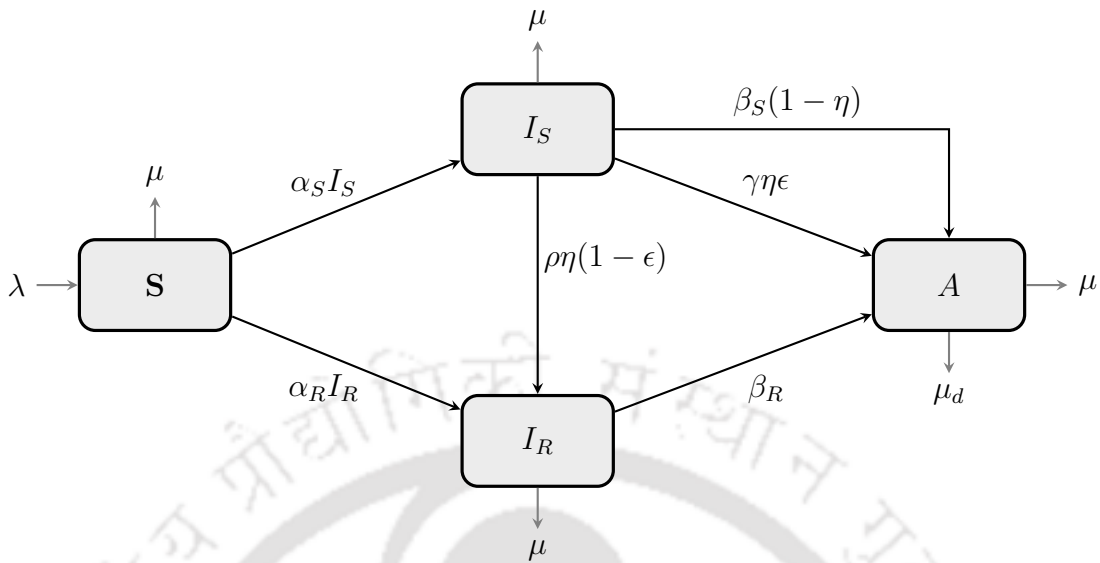 μ
I_S
β_S(1 − η)
α_S I_S
γηϵ
μ
λ
S
ρη(1 − ϵ)
A
μ
α_R I_R
β_R
μ_d
I_R
μ